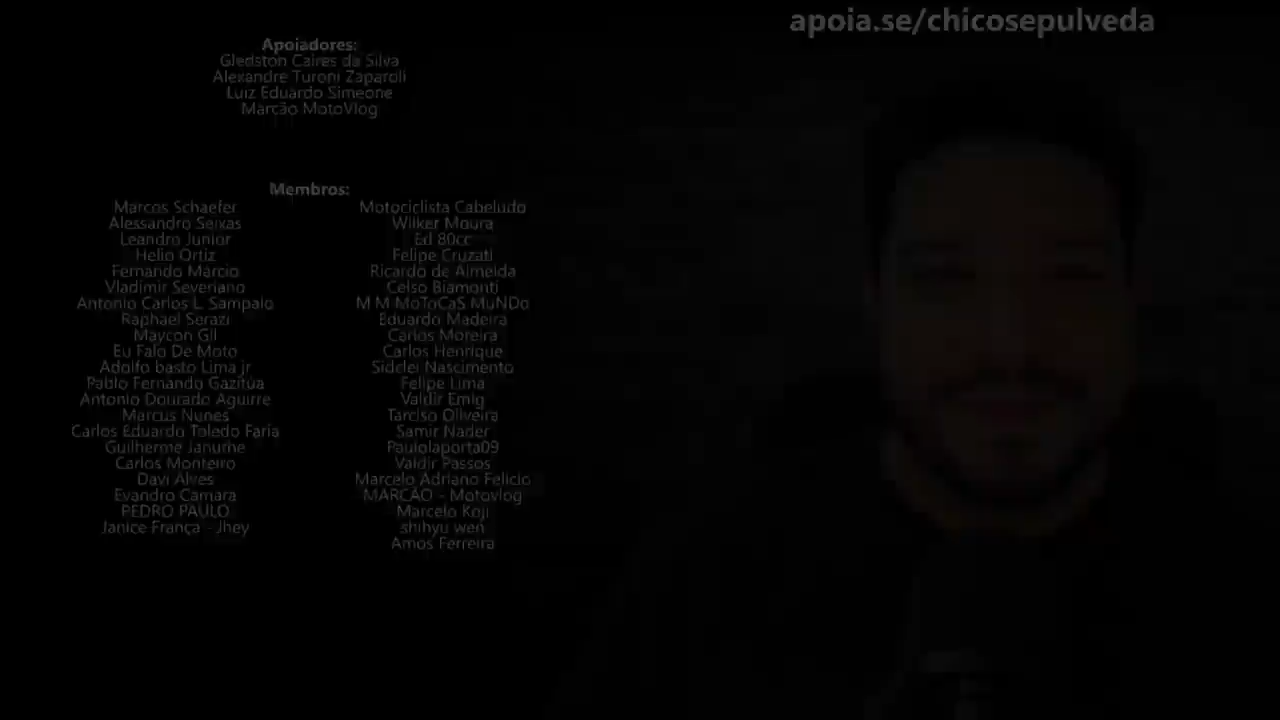 apoia.se/chicosepulveda
Apoiadores:
Gledston Caires da Silva
Alexandre Turoni Zaparoli
Luiz Eduardo Simeone
Marcão MotoVlog
Membros:
Marcos Schaefer
Alessandro Seixas
Leandro Junior
Helio Ortiz
Fernando Márcio
Vladimir Severiano
Antonio Carlos L. Sampaio
Raphael Serazi
Maycon Gil
Eu Falo De Moto
Adolfo basto Lima jr
Pablo Fernando Gazitúa
Antonio Dourado Aguirre
Marcus Nunes
Carlos Eduardo Toledo Faria
Guilherme Janurhe
Carlos Monteiro
Davi Alves
Evandro Camara
PEDRO PAULO
Janice França - Jhey
Motociclista Cabeludo
Wilker Moura
Ed 80cc
Felipe Cruzati
Ricardo de Almeida
Celso Biamonti
M M MoToCaS MuNDo
Eduardo Madeira
Carlos Moreira
Carlos Henrique
Sidclei Nascimento
Felipe Lima
Valdir Emig
Tarciso Oliveira
Samir Nader
Paulolaporta09
Valdir Passos
Marcelo Adriano Felicio
MARCÃO - Motovlog
Marcelo Koji
shihyu wen
Amos Ferreira